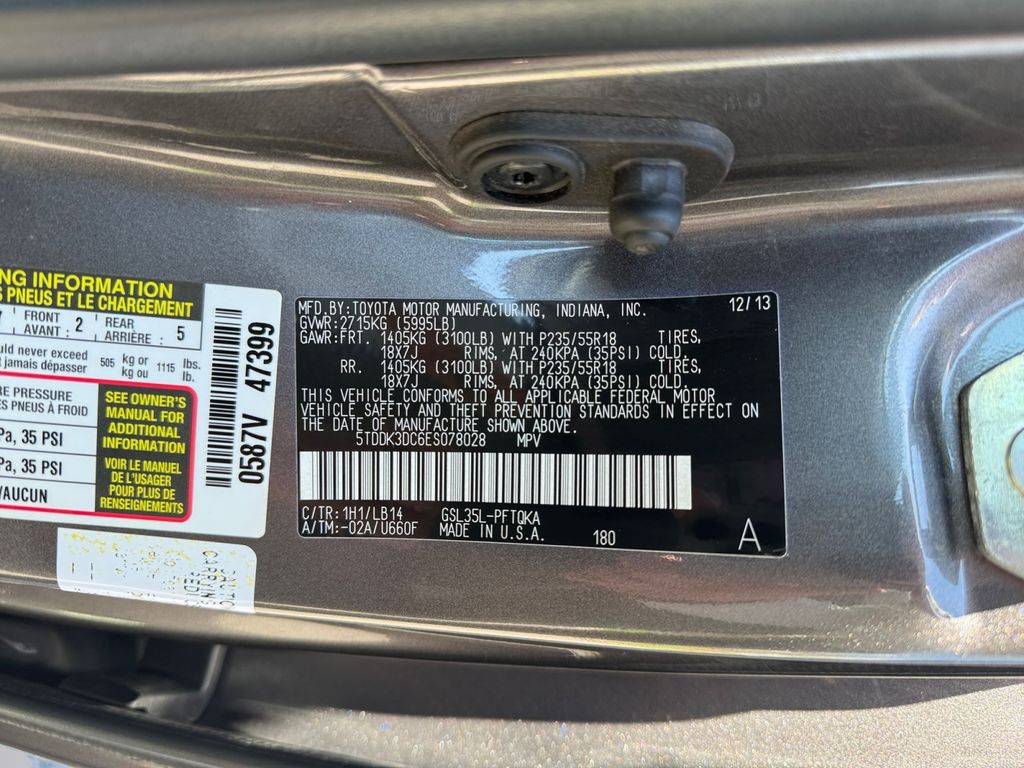 NG INFORMATION
S PNEUS ET LE CHARGEMENT
FRONT 2 REAR 5
AVANT : ARRIÈRE :
ould never exceed 505 kg or 1115 lbs.
t jamais dépasser kg ou lb.
RE PRESSURE
ES PNEUS À FROID
Pa, 35 PSI
Pa, 35 PSI
/AUCUN
SEE OWNER'S
MANUAL FOR
ADDITIONAL
INFORMATION
VOIR LE MANUEL
DE L'USAGER
POUR PLUS DE
RENSEIGNEMENTS
0587V 47399
MFD.BY:TOYOTA MOTOR MANUFACTURING, INDIANA, INC. 12/13
GVWR:2715KG (5995LB)
GAWR:FRT. 1405KG (3100LB) WITH P235/55R18 TIRES,
18X7J RIMS, AT 240KPA (35PSI) COLD.
RR. 1405KG (3100LB) WITH P235/55R18 TIRES,
18X7J RIMS, AT 240KPA (35PSI) COLD.
THIS VEHICLE CONFORMS TO ALL APPLICABLE FEDERAL MOTOR
VEHICLE SAFETY AND THEFT PREVENTION STANDARDS IN EFFECT ON
THE DATE OF MANUFACTURE SHOWN ABOVE.
5TDDK3DC6ES078028 MPV
C/TR:1H1/LB14 GSL35L-PFTQKA
A/TM:-02A/U660F MADE IN U.S.A. 180 A